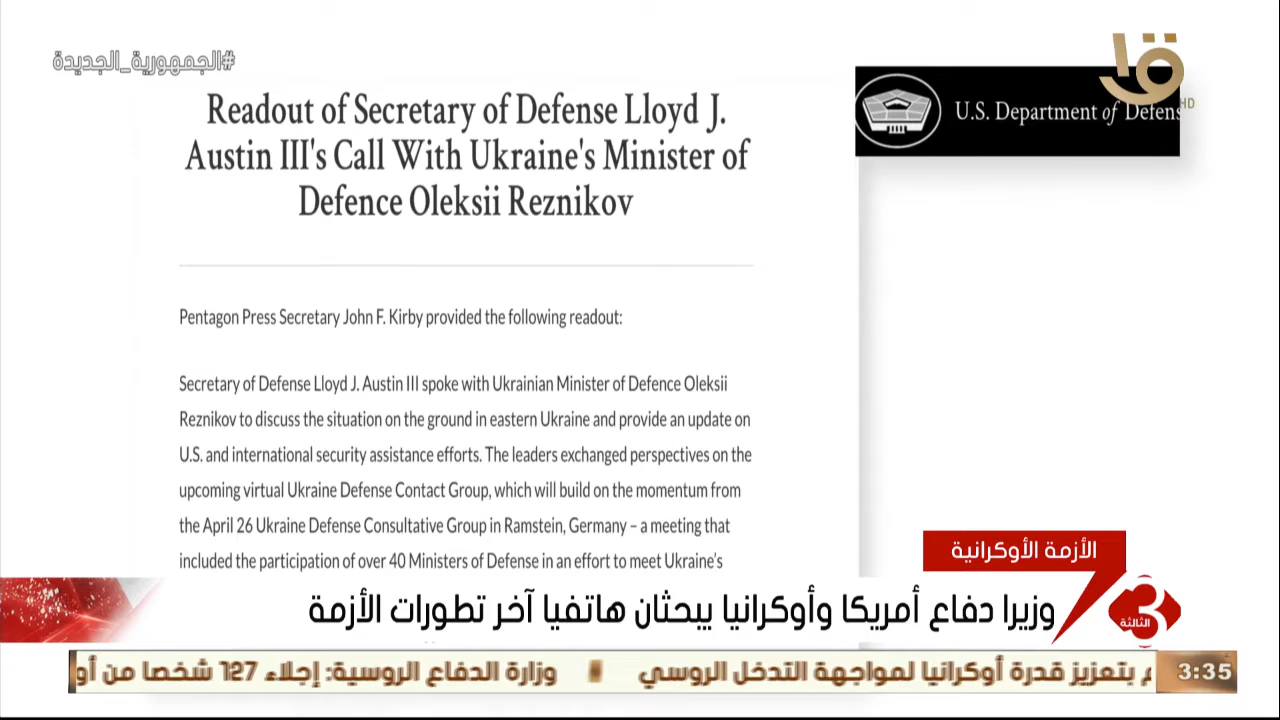 #الجمهورية_الجديدة
Readout of Secretary of Defense Lloyd J.
Austin III's Call With Ukraine's Minister of
Defence Oleksii Reznikov
U.S. Department of Defens
HD
Pentagon Press Secretary John F. Kirby provided the following readout:
Secretary of Defense Lloyd J. Austin III spoke with Ukrainian Minister of Defence Oleksii
Reznikov to discuss the situation on the ground in eastern Ukraine and provide an update on
U.S. and international security assistance efforts. The leaders exchanged perspectives on the
upcoming virtual Ukraine Defense Contact Group, which will build on the momentum from
the April 26 Ukraine Defense Consultative Group in Ramstein, Germany – a meeting that
included the participation of over 40 Ministers of Defense in an effort to meet Ukraine's
الأزمة الأوكرانية
وزيرا دفاع أمريكا وأوكرانيا يبحثان هاتفيا آخر تطورات الأزمة
3 الثالثة
م بتعزيز قدرة أوكرانيا لمواجهة التدخل الروسي وزارة الدفاع الروسية: إجلاء 127 شخصا من أو
3:35